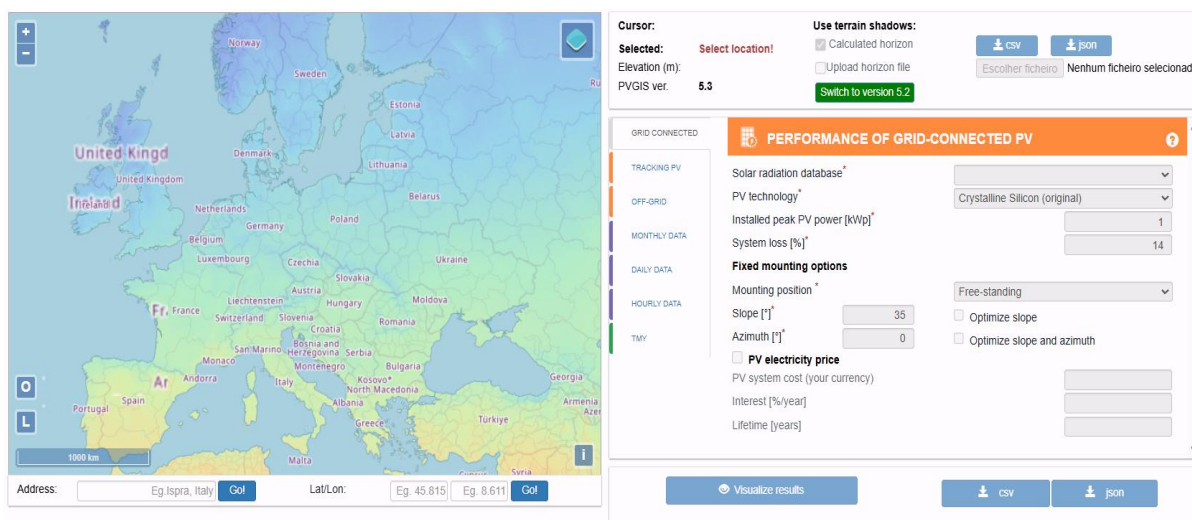 +
-
Norway
Sweden
Ru
Estonia
Latvia
United Kingd
Denmark
Lithuania
United Kingdom
Ireland
Belarus
Netherlands
Poland
Germany
Belgium
Luxembourg
Czechia
Ukraine
Slovakia
Austria
Liechtenstein
Hungary
Moldova
Fr. France
Switzerland
Slovenia
Croatia
Romania
San Marino
Bosnia and
Herzegovina
Serbia
Monaco
Montenegro
Bulgaria
Ar
Andorra
Italy
Kosovo*
Georgia
North Macedonia
O
Spain
Albania
Armenia
Portugal
Azer
L
Greece
Türkiye
1000 km
Malta
i
Cyprus
Syria
Address:
Eg.Ispra, Italy
Go!
Lat/Lon:
Eg. 45.815
Eg. 8.611
Go!
Cursor:
Use terrain shadows:
Selected:
Select location!
Calculated horizon
csv
json
Elevation (m):
Upload horizon file
Escolher ficheiro
Nenhum ficheiro selecionad
PVGIS ver.
5.3
Switch to version 5.2
GRID CONNECTED
TRACKING PV
OFF-GRID
MONTHLY DATA
DAILY DATA
HOURLY DATA
TMY
PERFORMANCE OF GRID-CONNECTED PV
?
Solar radiation database*
PV technology*
Crystalline Silicon (original)
Installed peak PV power [kWp]*
1
System loss [%]*
14
Fixed mounting options
Mounting position *
Free-standing
Slope [°]*
35
Optimize slope
Azimuth [°]*
0
Optimize slope and azimuth
PV electricity price
PV system cost (your currency)
Interest [%/year]
Lifetime [years]
Visualize results
csv
json